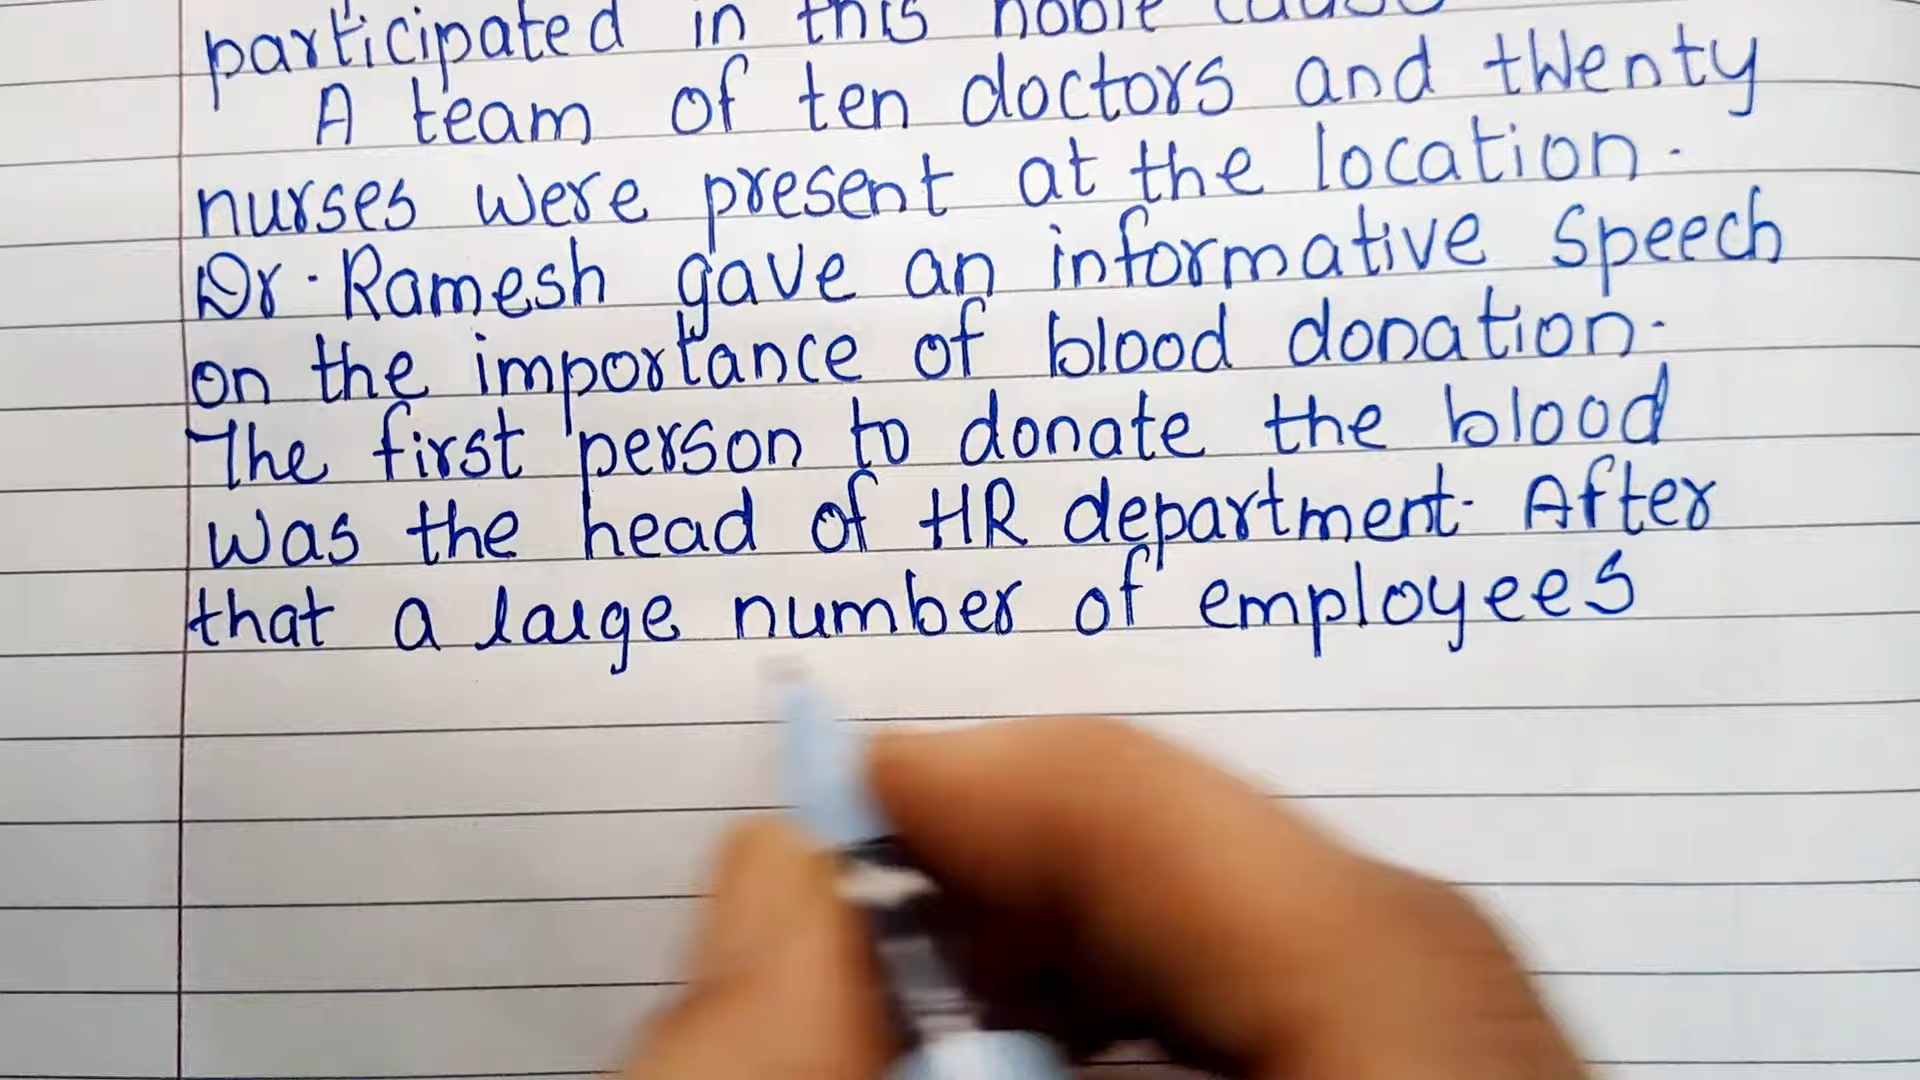 participated in this noble cause
A team of ten doctors and twenty
nurses were present at the location.
Dr. Ramesh gave an informative speech
on the importance of blood donation.
The first person to donate the blood
was the head of HR department. After
that a large number of employees